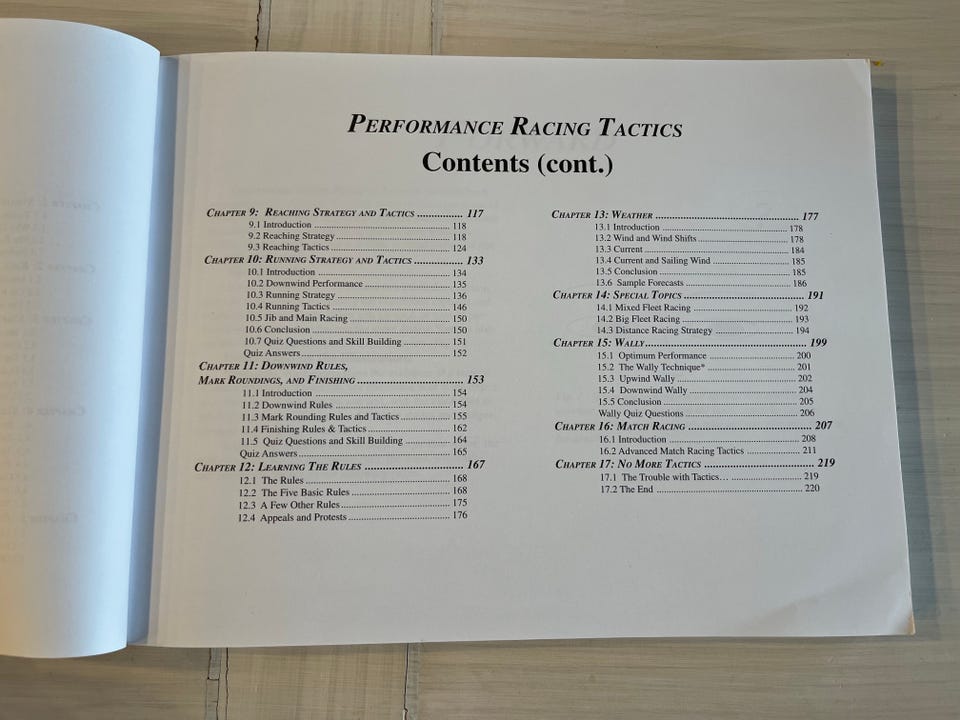 PERFORMANCE RACING TACTICS
Contents (cont.)
CHAPTER 9: REACHING STRATEGY AND TACTICS ................ 117
9.1 Introduction ........ 118
9.2 Reaching Strategy ........ 118
9.3 Reaching Tactics ........ 124
CHAPTER 10: RUNNING STRATEGY AND TACTICS ................ 133
10.1 Introduction ........ 134
10.2 Downwind Performance ........ 135
10.3 Running Strategy ........ 136
10.4 Running Tactics ........ 146
10.5 Jib and Main Racing ........ 150
10.6 Conclusion ........ 150
10.7 Quiz Questions and Skill Building ........ 151
Quiz Answers ........ 152
CHAPTER 11: DOWNWIND RULES,
MARK ROUNDINGS, AND FINISHING ........ 153
11.1 Introduction ........ 154
11.2 Downwind Rules ........ 154
11.3 Mark Rounding Rules and Tactics ........ 155
11.4 Finishing Rules & Tactics ........ 162
11.5 Quiz Questions and Skill Building ........ 164
Quiz Answers ........ 165
CHAPTER 12: LEARNING THE RULES ........ 167
12.1 The Rules ........ 168
12.2 The Five Basic Rules ........ 168
12.3 A Few Other Rules ........ 175
12.4 Appeals and Protests ........ 176
CHAPTER 13: WEATHER ........ 177
13.1 Introduction ........ 178
13.2 Wind and Wind Shifts ........ 178
13.3 Current ........ 184
13.4 Current and Sailing Wind ........ 185
13.5 Conclusion ........ 185
13.6 Sample Forecasts ........ 186
CHAPTER 14: SPECIAL TOPICS ........ 191
14.1 Mixed Fleet Racing ........ 192
14.2 Big Fleet Racing ........ 193
14.3 Distance Racing Strategy ........ 194
CHAPTER 15: WALLY ........ 199
15.1 Optimum Performance ........ 200
15.2 The Wally Technique* ........ 201
15.3 Upwind Wally ........ 202
15.4 Downwind Wally ........ 204
15.5 Conclusion ........ 205
Wally Quiz Questions ........ 206
CHAPTER 16: MATCH RACING ........ 207
16.1 Introduction ........ 208
16.2 Advanced Match Racing Tactics ........ 211
CHAPTER 17: NO MORE TACTICS ........ 219
17.1 The Trouble with Tactics… ........ 219
17.2 The End ........ 220